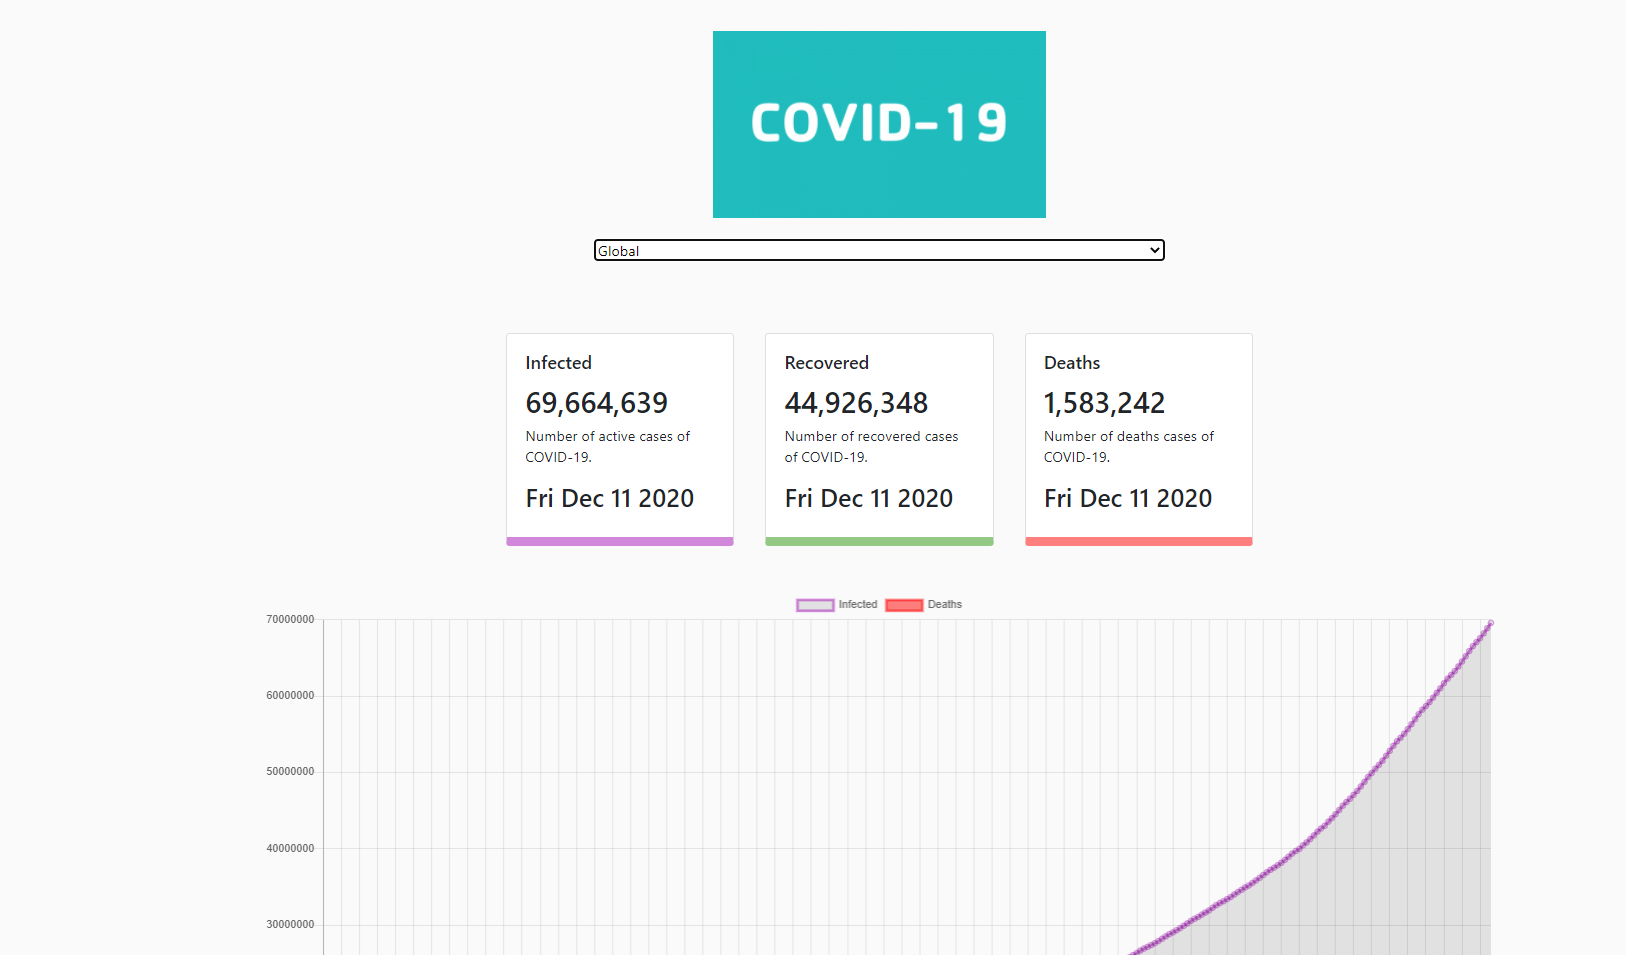 COVID-19
Global
Infected
69,664,639
Number of active cases of
COVID-19.
Fri Dec 11 2020
Recovered
44,926,348
Number of recovered cases
of COVID-19.
Fri Dec 11 2020
Deaths
1,583,242
Number of deaths cases of
COVID-19.
Fri Dec 11 2020
Infected Deaths
70000000
60000000
50000000
40000000
30000000